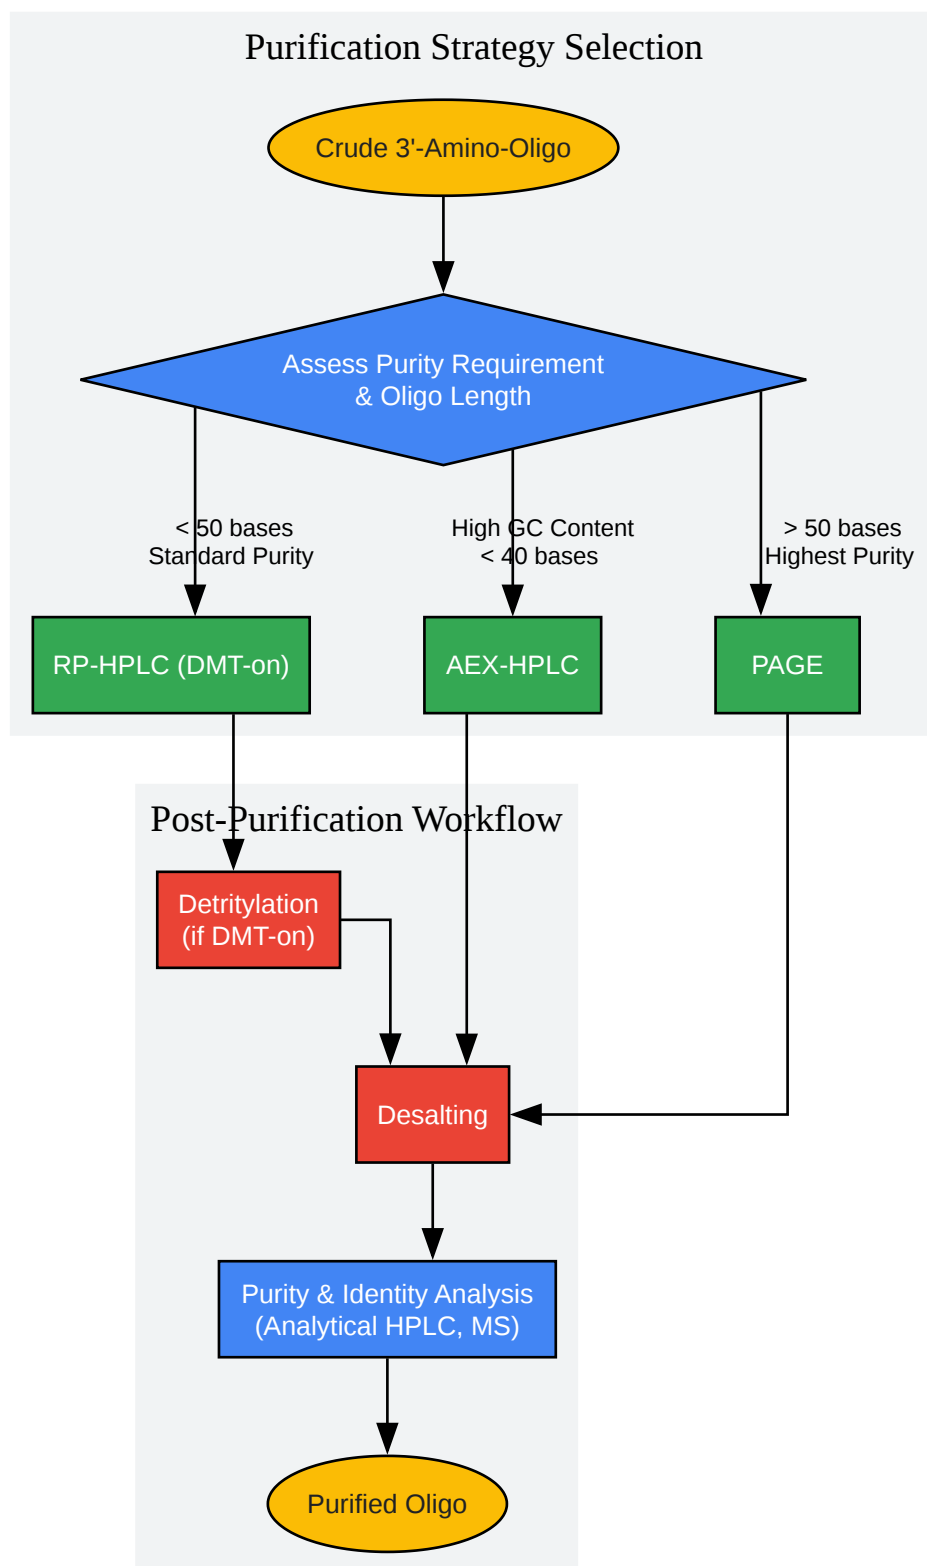 Purification Strategy Selection
Crude 3'-Amino-Oligo
Assess Purity Requirement
& Oligo Length
< 50 bases
Standard Purity
High GC Content
< 40 bases
> 50 bases
Highest Purity
RP-HPLC (DMT-on)
AEX-HPLC
PAGE
Post-Purification Workflow
Detritylation
(if DMT-on)
Desalting
Purity & Identity Analysis
(Analytical HPLC, MS)
Purified Oligo